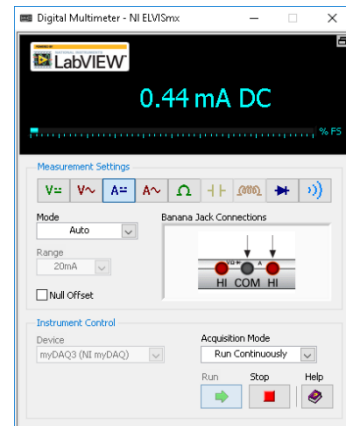 Digital Multimeter - NI ELVISmx
LabVIEW
0.44 mA DC
% FS
Measurement Settings
V= V~ A= A~ Ω
Mode
Banana Jack Connections
Auto
Range
20mA
HI COM HI
Null Offset
Instrument Control
Device
Acquisition Mode
myDAQ3 (NI myDAQ)
Run Continuously
Run Stop Help